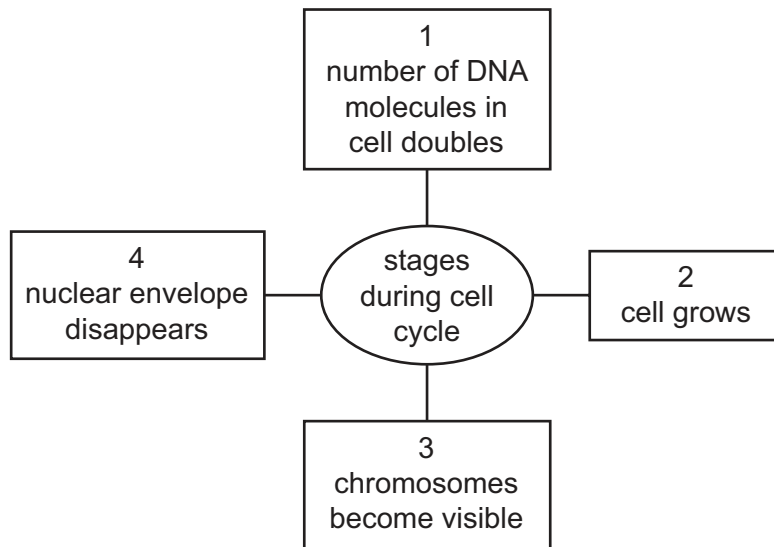 1
number of DNA
molecules in
cell doubles
4
nuclear envelope
disappears
stages
during cell
cycle
2
cell grows
3
chromosomes
become visible